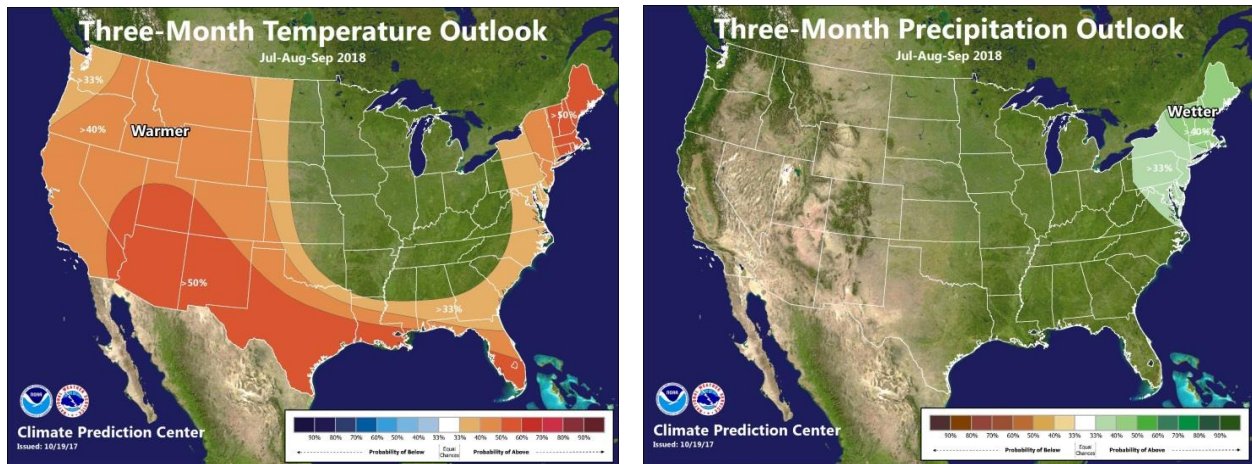 Three-Month Temperature Outlook
Jul-Aug-Sep 2018
>33%
>40%
Warmer
>50%
>50%
>33%
Climate Prediction Center
Issued: 10/19/17
90% 80% 70% 60% 50% 40% 33% 33% 40% 50% 60% 70% 80% 90%
Probability of Below
Equal
Chances
Probability of Above
Three-Month Precipitation Outlook
Jul-Aug-Sep 2018
Wetter
>40%
>33%
Climate Prediction Center
Issued: 10/19/17
90% 80% 70% 60% 50% 40% 33% 33% 40% 50% 60% 70% 80% 90%
Probability of Below
Equal
Chances
Probability of Above